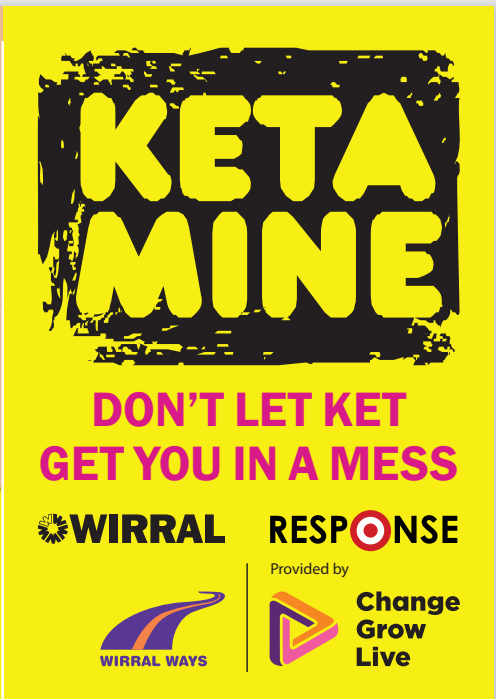 KETA
MINE
DON'T LET KET
GET YOU IN A MESS
WIRRAL
RESPONSE
Provided by
WIRRAL WAYS
Change
Grow
Live